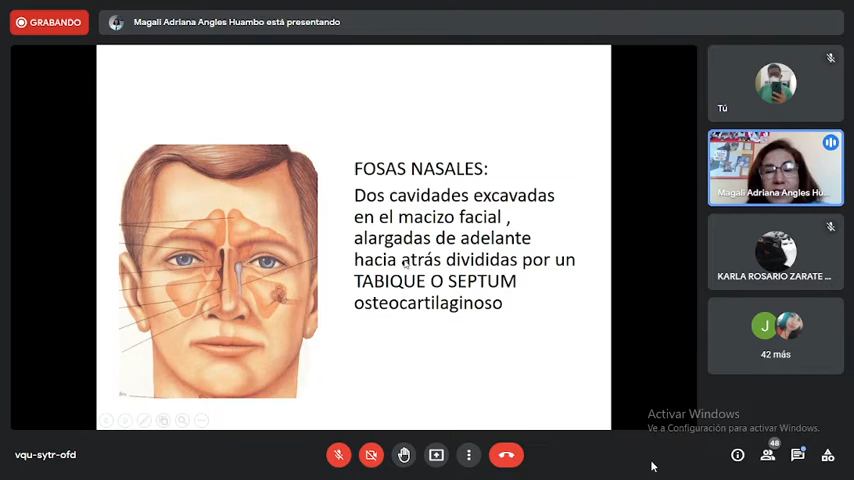 GRABANDO
Magali Adriana Angles Huambo está presentando
FOSAS NASALES:
Dos cavidades excavadas
en el macizo facial ,
alargadas de adelante
hacia atrás divididas por un
TABIQUE O SEPTUM
osteocartilaginoso
Tú
Magali Adriana Angles Hu...
KARLA ROSARIO ZARATE ...
J
42 más
Activar Windows
Ve a Configuración para activar Windows.
vqu-sytr-ofd
48